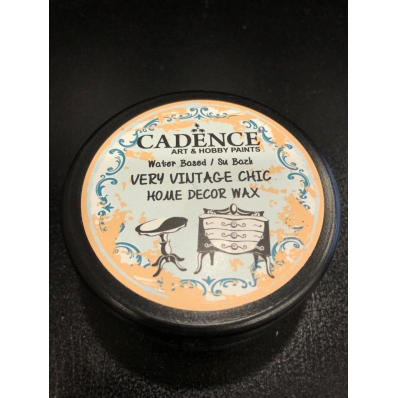 CADENCE
ART & HOBBY PAINTS
Water Based / Su Bazlı
VERY VINTAGE CHIC
HOME DECOR WAX